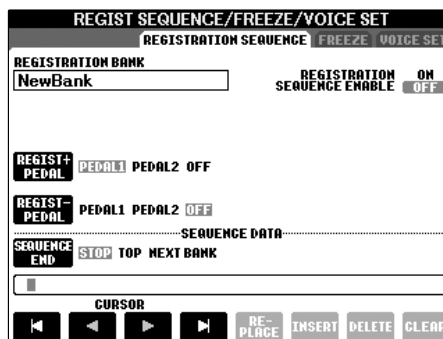 REGIST SEQUENCE/FREEZE/VOICE SET
REGISTRATION SEQUENCE FREEZE VOICE SET
REGISTRATION BANK
NewBank
REGISTRATION SEQUENCE ENABLE ON OFF
REGIST+ PEDAL PEDAL1 PEDAL2 OFF
REGIST- PEDAL PEDAL1 PEDAL2 OFF
SEQUENCE DATA
SEQUENCE END STOP TOP NEXT BANK
CURSOR
RE-PLACE INSERT DELETE CLEAR